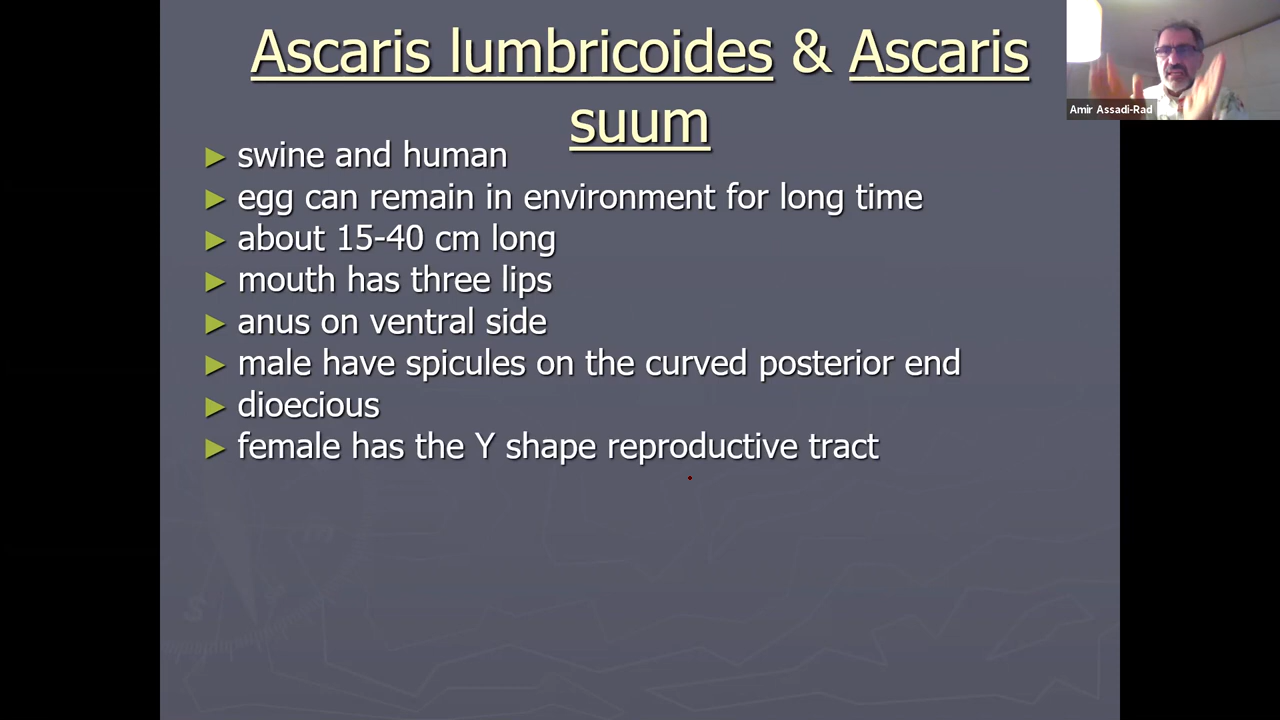 Ascaris lumbricoides & Ascaris
suum
► swine and human
► egg can remain in environment for long time
► about 15-40 cm long
► mouth has three lips
► anus on ventral side
► male have spicules on the curved posterior end
► dioecious
► female has the Y shape reproductive tract
Amir Assadi-Rad